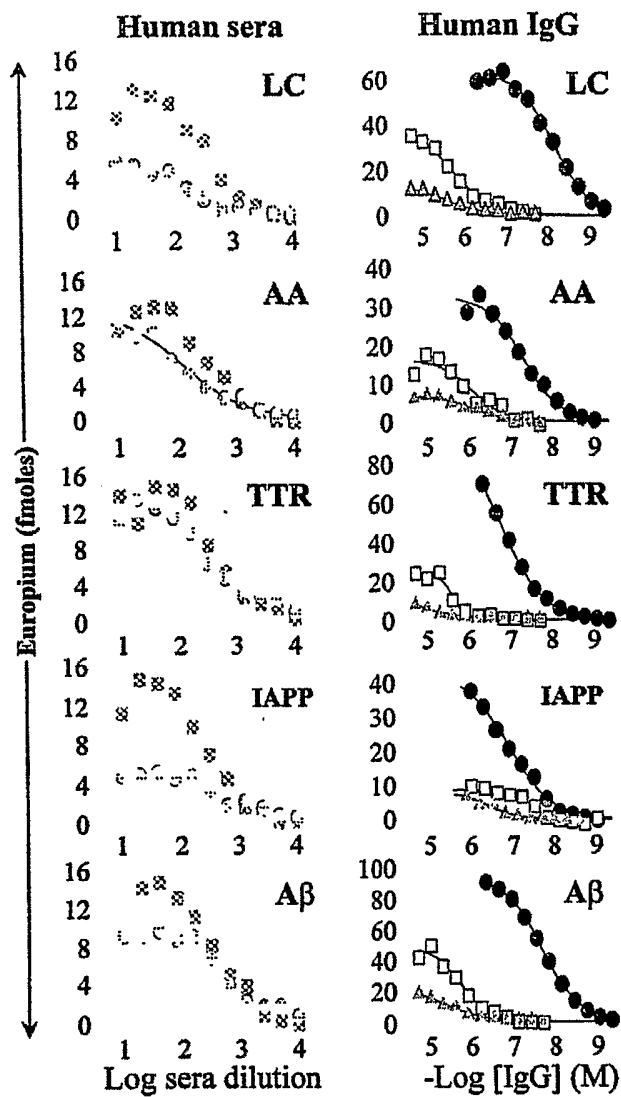 Human sera
Human IgG
Europium (fmoles)
LC
16
12
8
4
0
1 2 3 4
LC
60
40
20
0
5 6 7 8 9
AA
16
12
8
4
0
1 2 3 4
AA
40
30
20
10
0
5 6 7 8 9
TTR
16
12
8
4
0
1 2 3 4
TTR
80
60
40
20
0
5 6 7 8 9
IAPP
16
12
8
4
0
1 2 3 4
IAPP
40
30
20
10
0
5 6 7 8 9
Aβ
16
12
8
4
0
1 2 3 4
Aβ
100
80
60
40
20
0
5 6 7 8 9
Log sera dilution
-Log [IgG] (M)